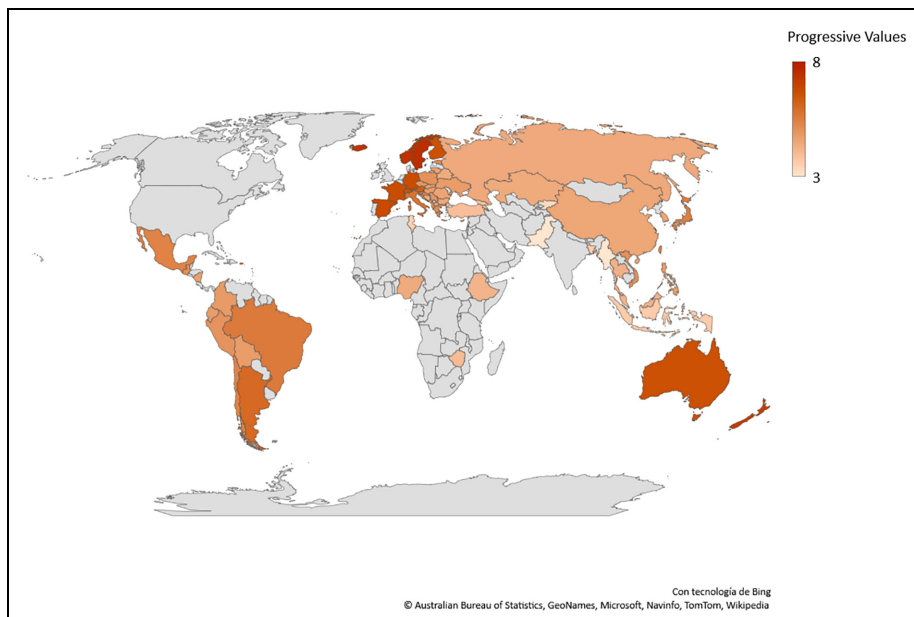 Progressive Values
8
3
Con tecnología de Bing
© Australian Bureau of Statistics, GeoNames, Microsoft, Navinfo, TomTom, Wikipedia